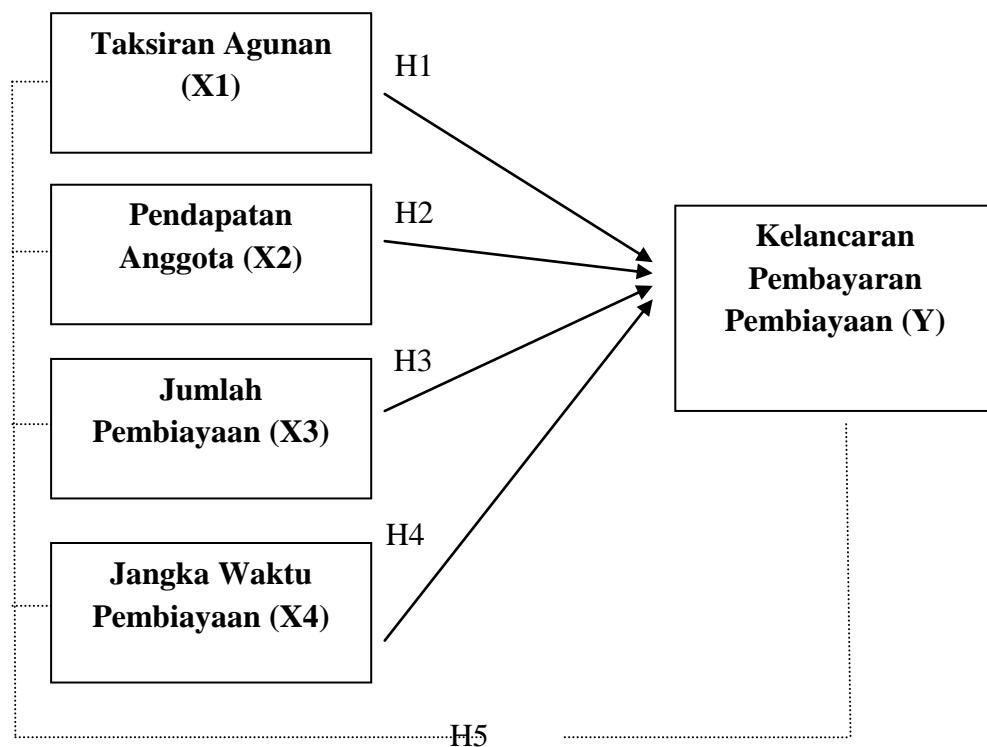 Taksiran Agunan
(X1)
H1
Pendapatan
Anggota (X2)
H2
Kelancaran
Pembayaran
Pembiayaan (Y)
Jumlah
Pembiayaan (X3)
H3
Jangka Waktu
Pembiayaan (X4)
H4
H5